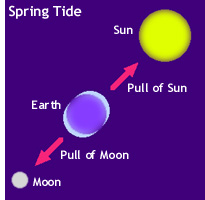 Spring Tide
Sun
Pull of Sun
Earth
Pull of Moon
Moon